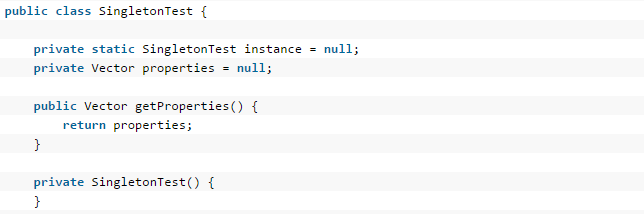 public class SingletonTest {
private static SingletonTest instance = null;
private Vector properties = null;
public Vector getProperties() {
return properties;
}
private SingletonTest() {
}